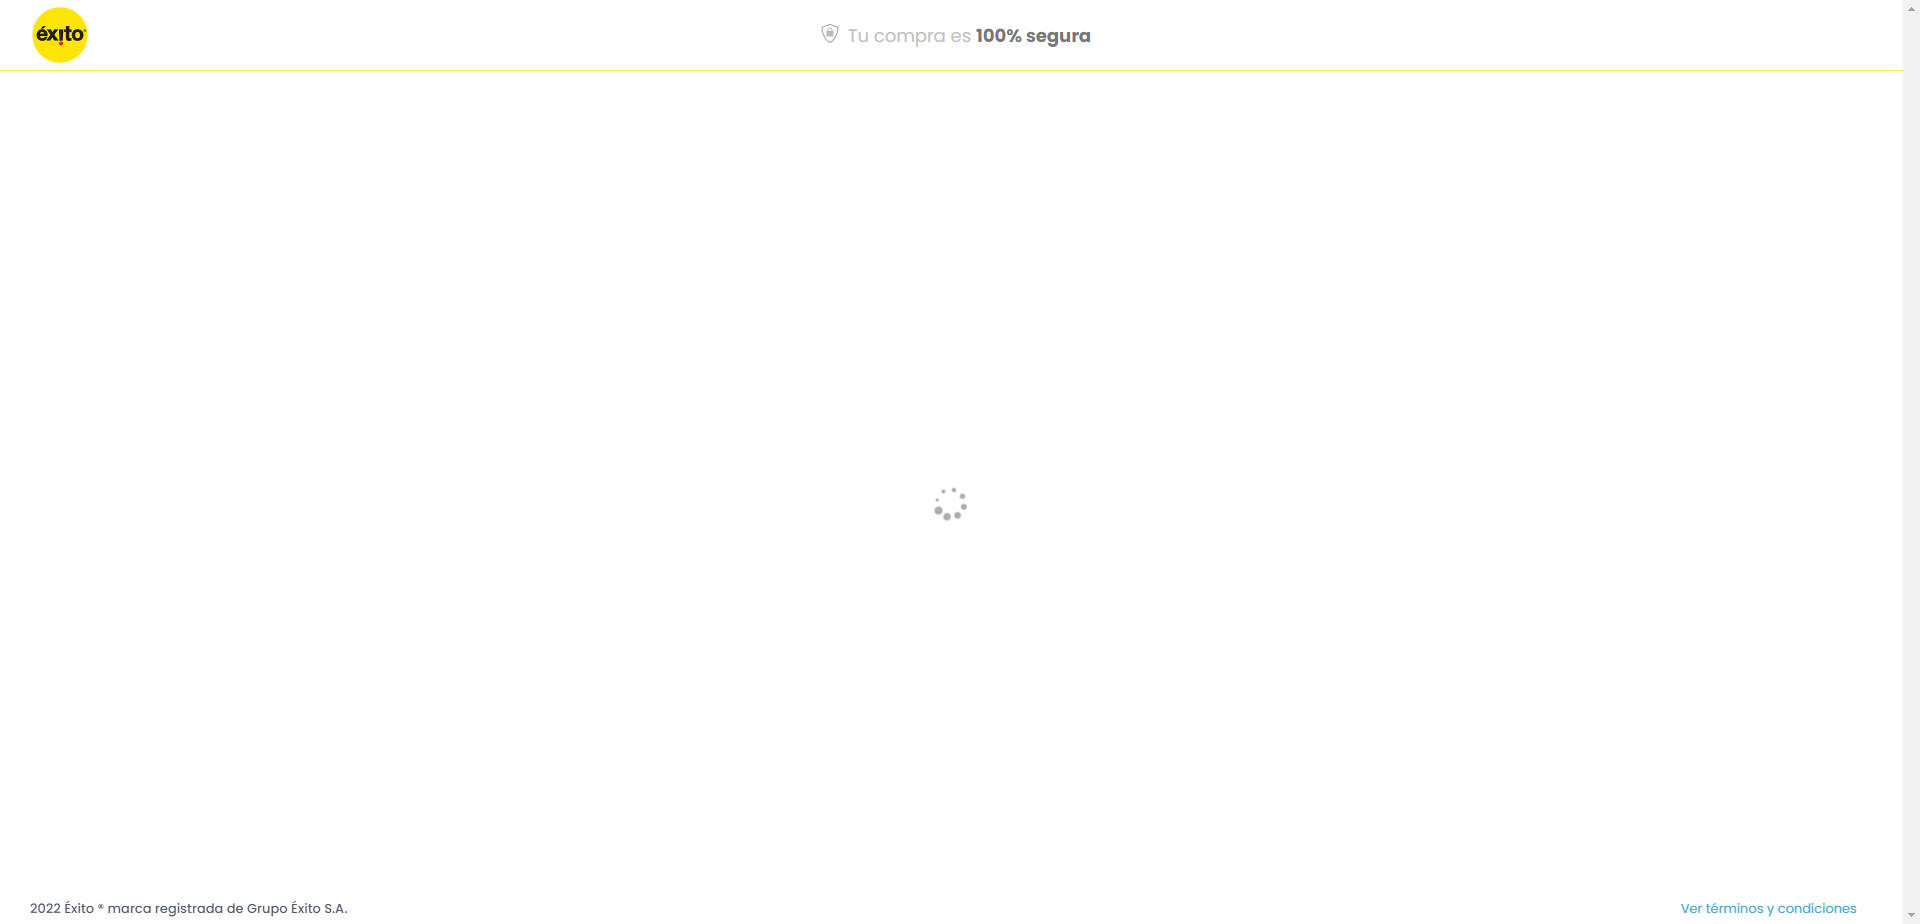 éxito
Tu compra es 100% segura
2022 Éxito ® marca registrada de Grupo Éxito S.A.
Ver términos y condiciones